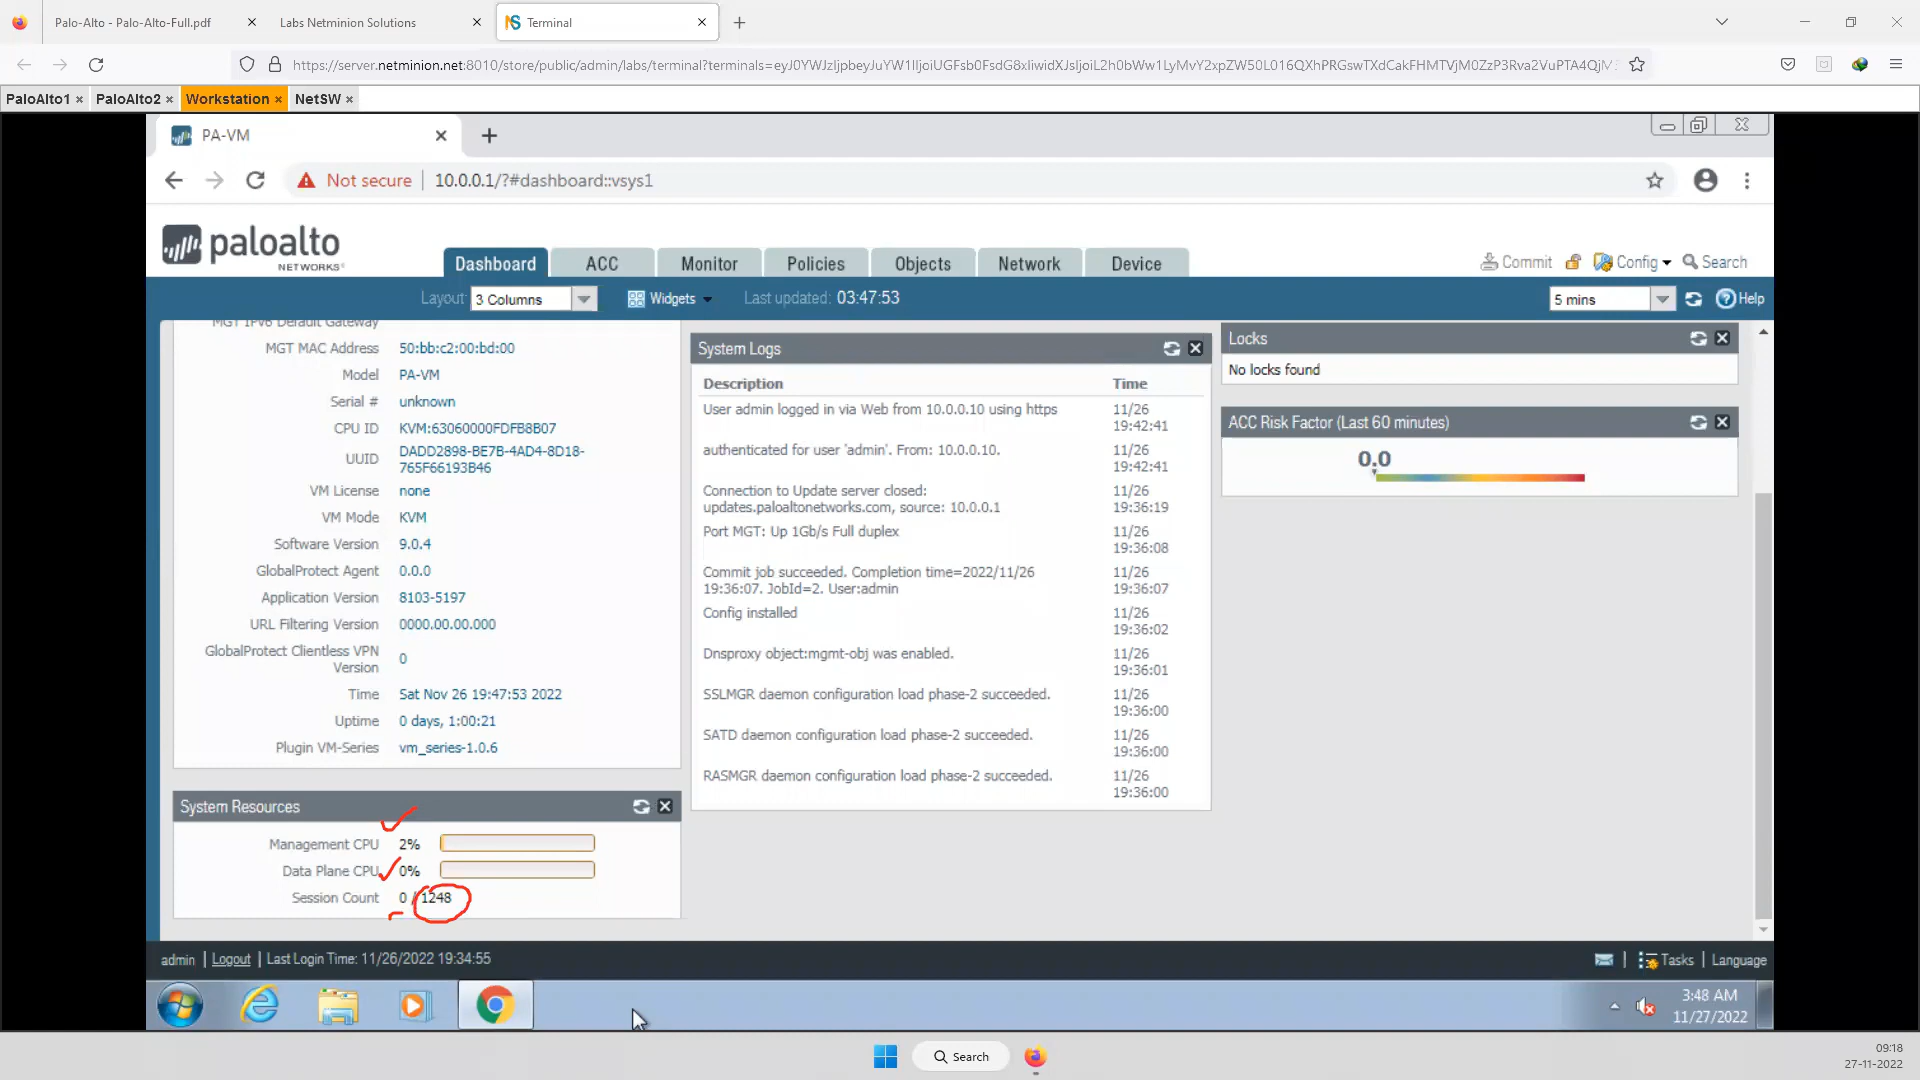 Palo-Alto - Palo-Alto-Full.pdf
Labs Netminion Solutions
Terminal
PaloAlto1 × PaloAlto2 × Workstation × NetSW ×
PA-VM
Not secure 10.0.0.1/?#dashboard::vsys1
paloalto
NETWORKS
Dashboard ACC Monitor Policies Objects Network Device
Commit Config Search
Layout 3 Columns Widgets Last updated: 03:47:53
5 mins Help
MGT IPv6 Default Gateway
MGT MAC Address 50:bb:c2:00:bd:00
Model PA-VM
Serial # unknown
CPU ID KVM:63060000FDFB8B07
UUID DADD2898-BE7B-4AD4-8D18-
765F66193B46
VM License none
VM Mode KVM
Software Version 9.0.4
GlobalProtect Agent 0.0.0
Application Version 8103-5197
URL Filtering Version 0000.00.00.000
GlobalProtect Clientless VPN
Version 0
Time Sat Nov 26 19:47:53 2022
Uptime 0 days, 1:00:21
Plugin VM-Series vm_series-1.0.6
System Resources
Management CPU 2%
Data Plane CPU 0%
Session Count 0 / 1248
System Logs
Description Time
User admin logged in via Web from 10.0.0.10 using https 11/26
19:42:41
authenticated for user 'admin'. From: 10.0.0.10. 11/26
19:42:41
Connection to Update server closed: 11/26
updates.paloaltonetworks.com, source: 10.0.0.1 19:36:19
Port MGT: Up 1Gb/s Full duplex 11/26
19:36:08
Commit job succeeded. Completion time=2022/11/26 11/26
19:36:07. JobId=2. User:admin 19:36:07
Config installed 11/26
19:36:02
Dnsproxy object:mgmt-obj was enabled. 11/26
19:36:01
SSLMGR daemon configuration load phase-2 succeeded. 11/26
19:36:00
SATD daemon configuration load phase-2 succeeded. 11/26
19:36:00
RASMGR daemon configuration load phase-2 succeeded. 11/26
19:36:00
Locks
No locks found
ACC Risk Factor (Last 60 minutes)
0.0
admin | Logout | Last Login Time: 11/26/2022 19:34:55
Tasks | Language
3:48 AM
11/27/2022
Search
09:18
27-11-2022